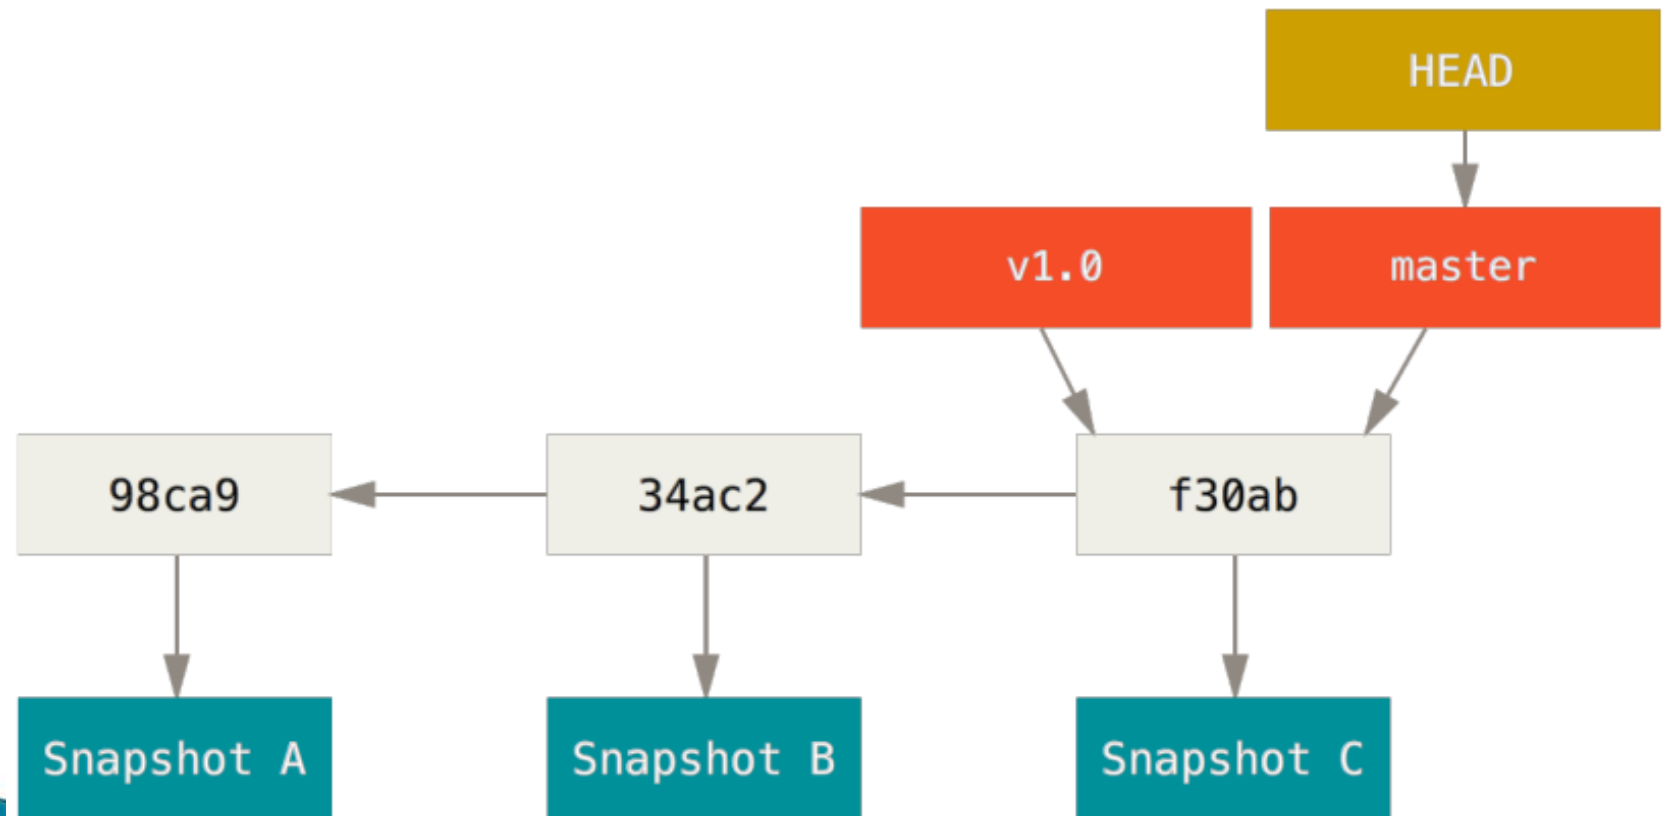 HEAD
v1.0
master
98ca9
34ac2
f30ab
Snapshot A
Snapshot B
Snapshot C